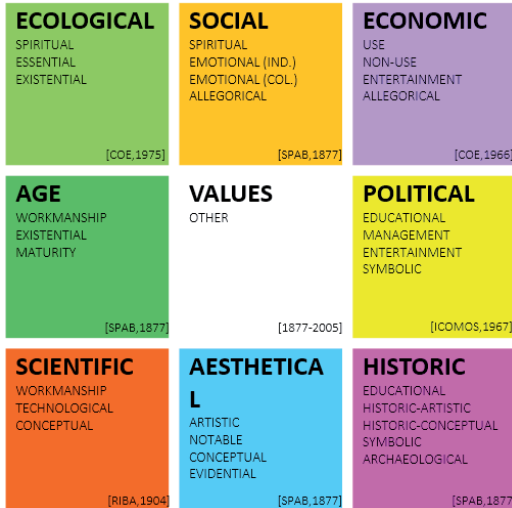 ECOLOGICAL
SPIRITUAL
ESSENTIAL
EXISTENTIAL
[COE,1975]
SOCIAL
SPIRITUAL
EMOTIONAL (IND.)
EMOTIONAL (COL.)
ALLEGORICAL
[SPAB,1877]
ECONOMIC
USE
NON-USE
ENTERTAINMENT
ALLEGORICAL
[COE,1966]
AGE
WORKMANSHIP
EXISTENTIAL
MATURITY
[SPAB,1877]
VALUES
OTHER
[1877-2005]
POLITICAL
EDUCATIONAL
MANAGEMENT
ENTERTAINMENT
SYMBOLIC
[ICOMOS,1967]
SCIENTIFIC
WORKMANSHIP
TECHNOLOGICAL
CONCEPTUAL
[RIBA,1904]
AESTHETICA
L
ARTISTIC
NOTABLE
CONCEPTUAL
EVIDENTIAL
[SPAB,1877]
HISTORIC
EDUCATIONAL
HISTORIC-ARTISTIC
HISTORIC-CONCEPTUAL
SYMBOLIC
ARCHAEOLOGICAL
[SPAB,1877